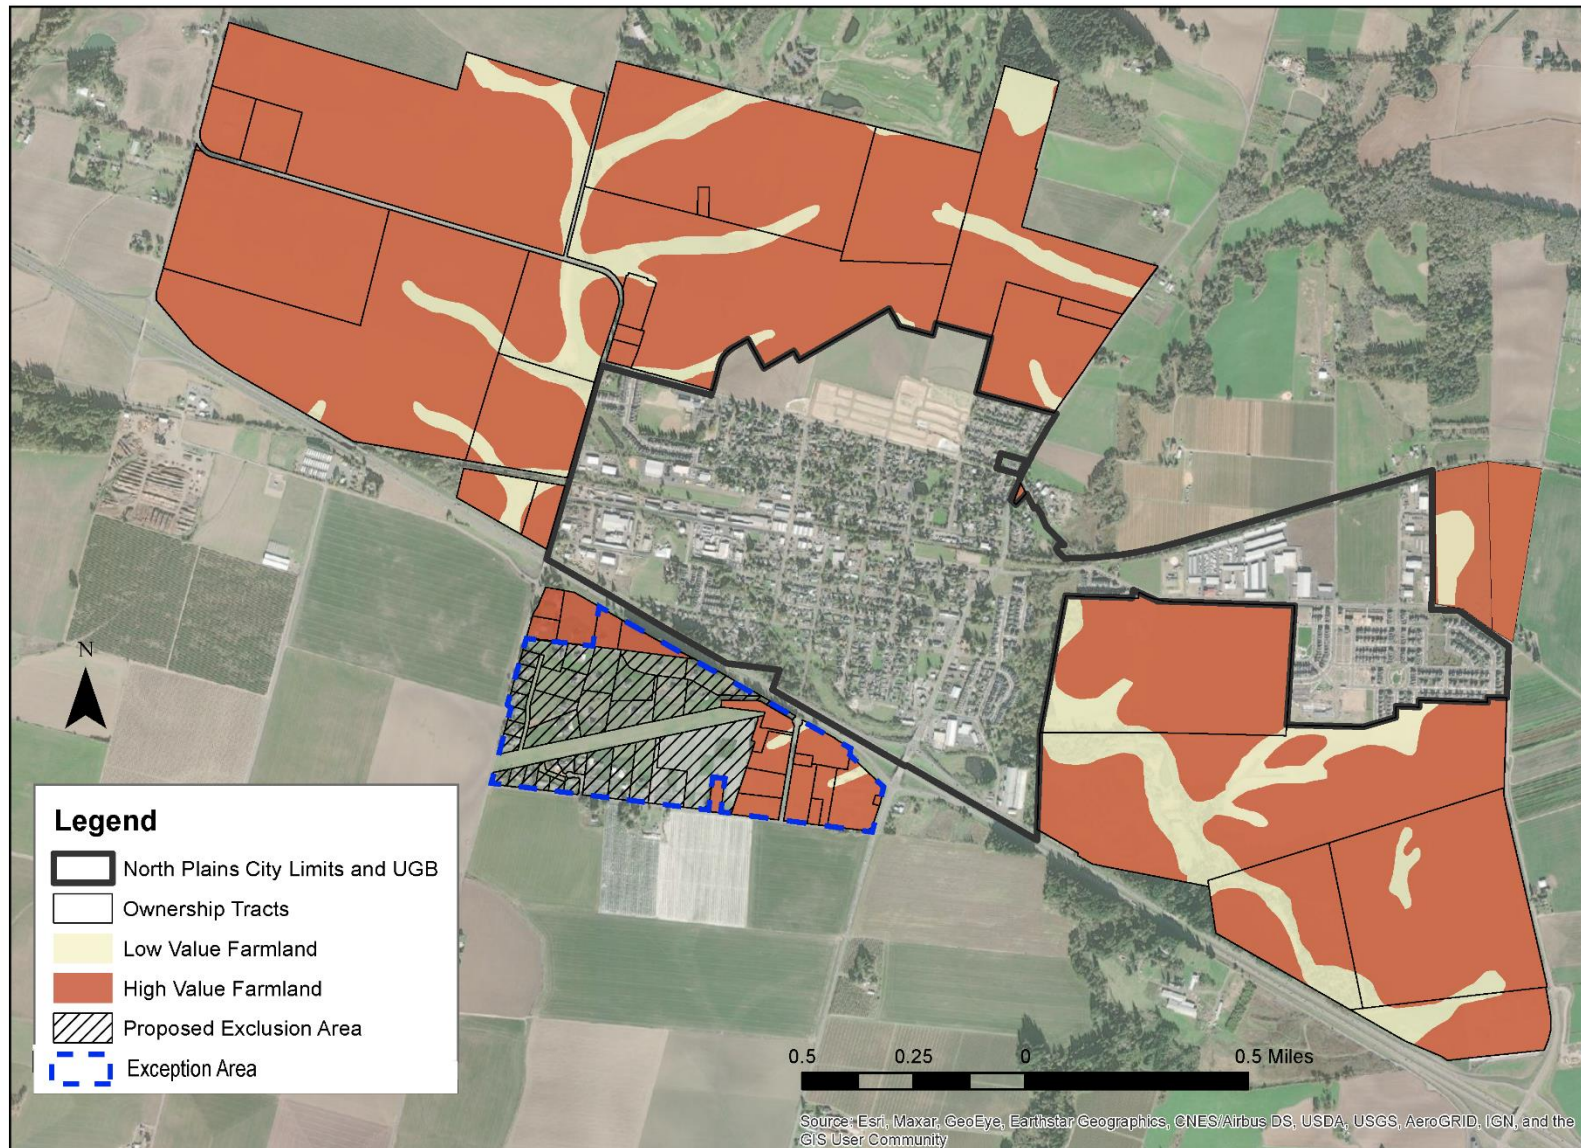 N
Legend
North Plains City Limits and UGB
Ownership Tracts
Low Value Farmland
High Value Farmland
Proposed Exclusion Area
Exception Area
0.5 0.25 0 0.5 Miles
Source: Esri, Maxar, GeoEye, Earthstar Geographics, CNES/Airbus DS, USDA, USGS, AeroGRID, IGN, and the
GIS User Community